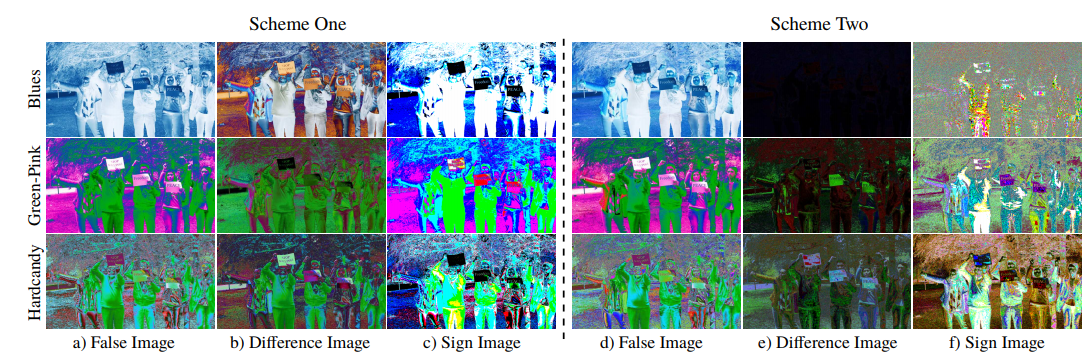 Scheme One
Scheme Two
Blues
Green-Pink
Hardcandy
a) False Image
b) Difference Image
c) Sign Image
d) False Image
e) Difference Image
f) Sign Image